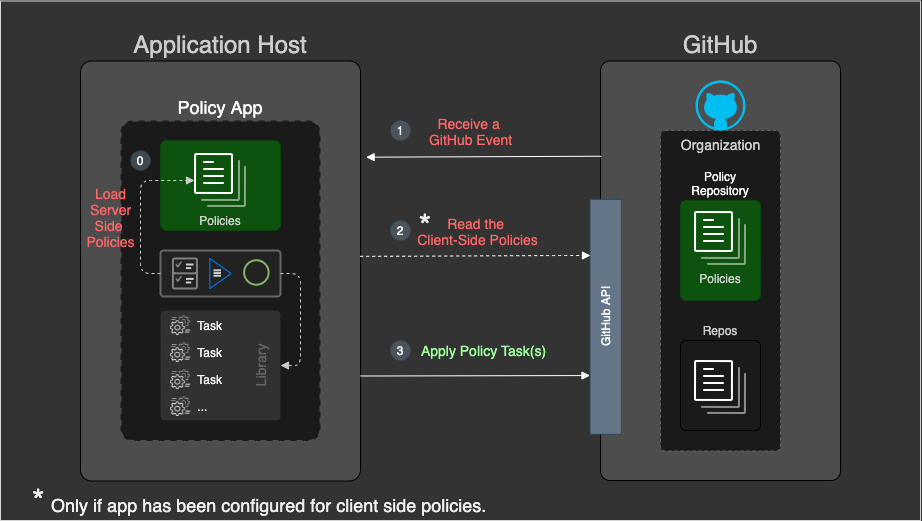 Application Host
GitHub
Policy App
0
Load
Server
Side
Policies
Policies
Task
Task
Task
...
Library
1
Receive a
GitHub Event
2
*
Read the
Client-Side Policies
3
Apply Policy Task(s)
GitHub API
Organization
Policy
Repository
Policies
Repos
* Only if app has been configured for client side policies.